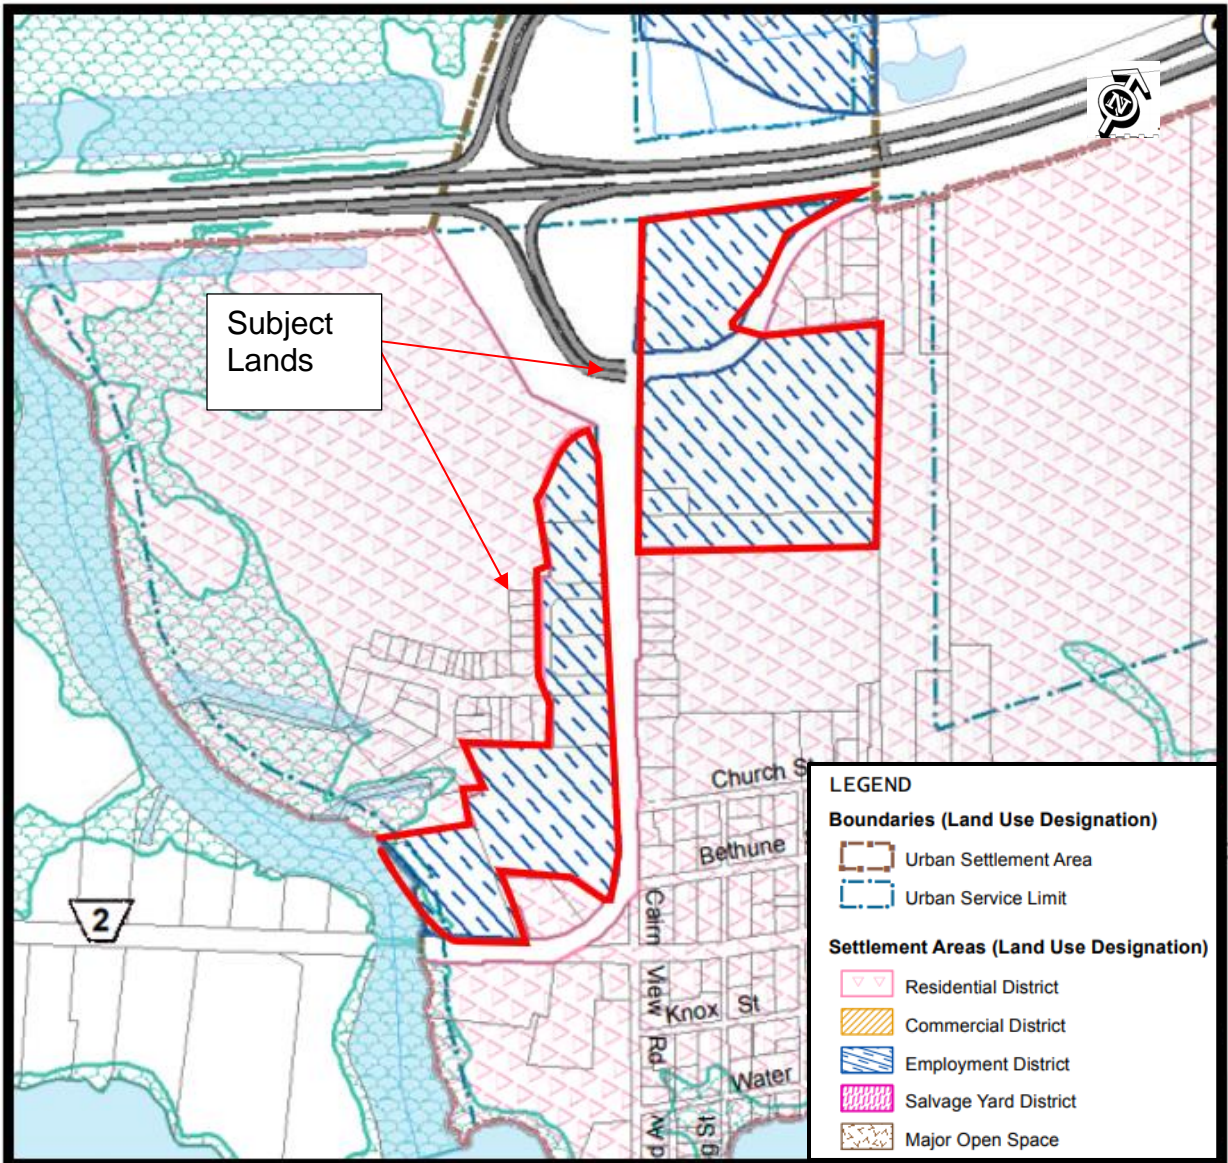 N
Subject
Lands
2
Church S
Bethune
Cairn View Rd
Knox St
Water
LEGEND
Boundaries (Land Use Designation)
Urban Settlement Area
Urban Service Limit
Settlement Areas (Land Use Designation)
Residential District
Commercial District
Employment District
Salvage Yard District
Major Open Space